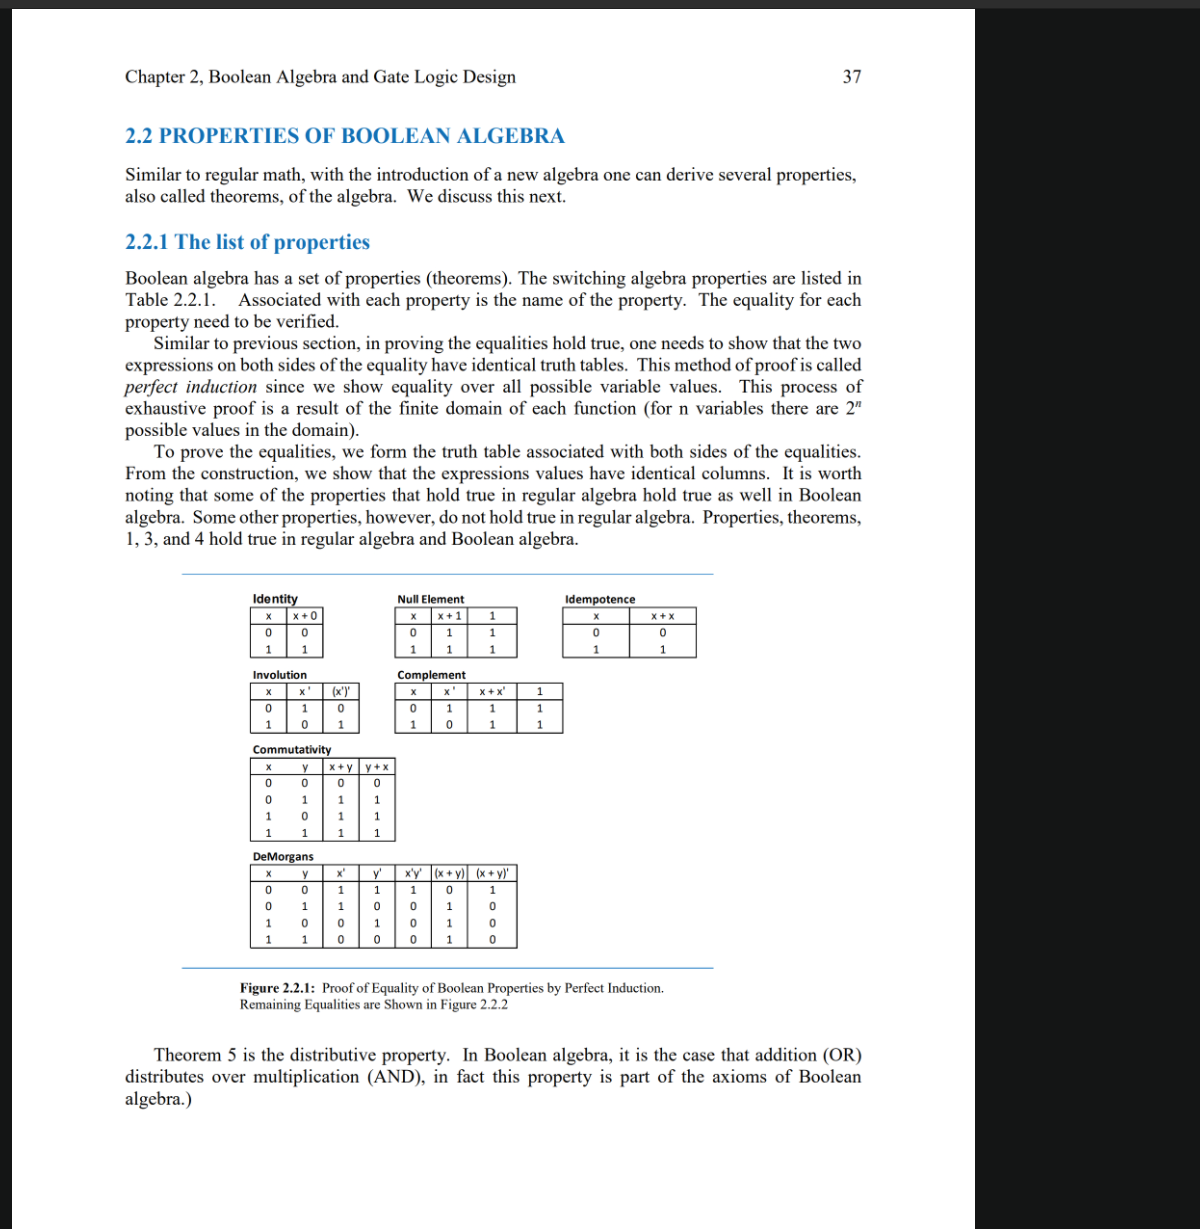 Chapter 2, Boolean Algebra and Gate Logic Design 37
2.2 PROPERTIES OF BOOLEAN ALGEBRA
Similar to regular math, with the introduction of a new algebra one can derive several properties,
also called theorems, of the algebra. We discuss this next.
2.2.1 The list of properties
Boolean algebra has a set of properties (theorems). The switching algebra properties are listed in
Table 2.2.1. Associated with each property is the name of the property. The equality for each
property need to be verified.
Similar to previous section, in proving the equalities hold true, one needs to show that the two
expressions on both sides of the equality have identical truth tables. This method of proof is called
perfect induction since we show equality over all possible variable values. This process of
exhaustive proof is a result of the finite domain of each function (for n variables there are 2ⁿ
possible values in the domain).
To prove the equalities, we form the truth table associated with both sides of the equalities.
From the construction, we show that the expressions values have identical columns. It is worth
noting that some of the properties that hold true in regular algebra hold true as well in Boolean
algebra. Some other properties, however, do not hold true in regular algebra. Properties, theorems,
1, 3, and 4 hold true in regular algebra and Boolean algebra.
Identity
x x + 0
0 0
1 1
Null Element
x x + 1 1
0 1 1
1 1 1
Idempotence
x x + x
0 0
1 1
Involution
x x ' (x')'
0 1 0
1 0 1
Complement
x x ' x + x' 1
0 1 1 1
1 0 1 1
Commutativity
x y x + y y + x
0 0 0 0
0 1 1 1
1 0 1 1
1 1 1 1
DeMorgans
x y x' y' x'y' (x + y) (x + y)'
0 0 1 1 1 0 1
0 1 1 0 0 1 0
1 0 0 1 0 1 0
1 1 0 0 0 1 0
Figure 2.2.1: Proof of Equality of Boolean Properties by Perfect Induction.
Remaining Equalities are Shown in Figure 2.2.2
Theorem 5 is the distributive property. In Boolean algebra, it is the case that addition (OR)
distributes over multiplication (AND), in fact this property is part of the axioms of Boolean
algebra.)